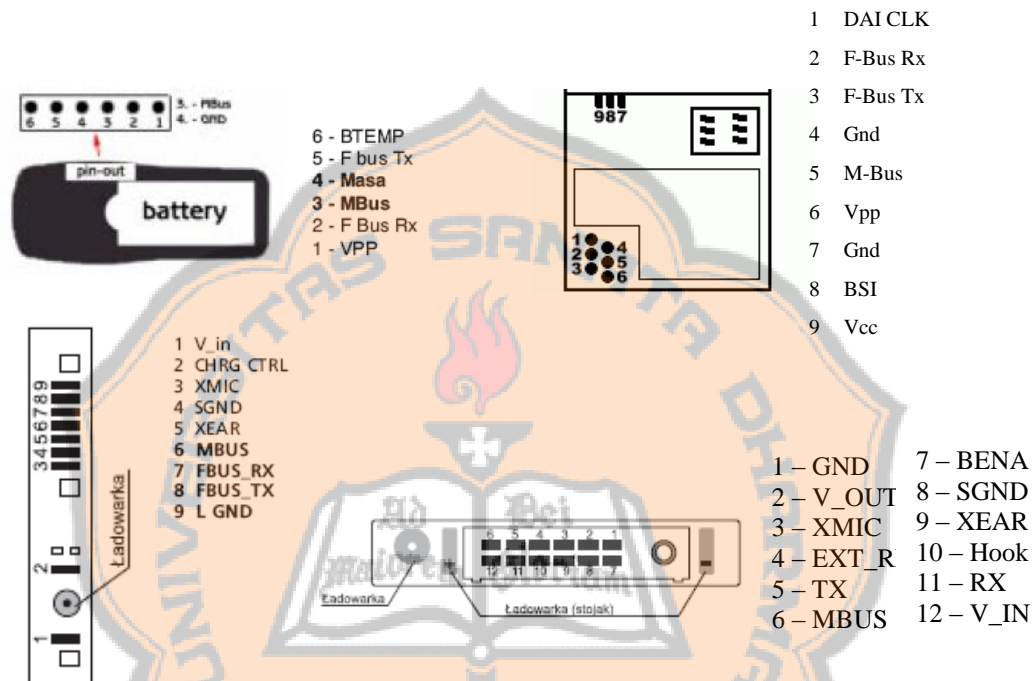 1 DAI CLK
2 F-Bus Rx
3 F-Bus Tx
4 Gnd
5 M-Bus
6 Vpp
7 Gnd
8 BSI
9 Vcc
6 5 4 3 2 1
3. - MBus
4. - GND
pin-out
battery
6 - BTEMP
5 - F bus Tx
4 - Masa
3 - MBus
2 - F Bus Rx
1 - VPP
987
1 4
2 5
3 6
1 V_in
2 CHRG CTRL
3 XMIC
4 SGND
5 XEAR
6 MBUS
7 FBUS_RX
8 FBUS_TX
9 L GND
3456789
2
1
Ładowarka
6 5 4 3 2 1
12 11 10 9 8 7
Ładowarka
Ładowarka (stojak)
1 – GND
2 – V_OUT
3 – XMIC
4 – EXT_R
5 – TX
6 – MBUS
7 – BENA
8 – SGND
9 – XEAR
10 – Hook
11 – RX
12 – V_IN
UNIVERSITAS SANATA DHARM
Ad
Dei